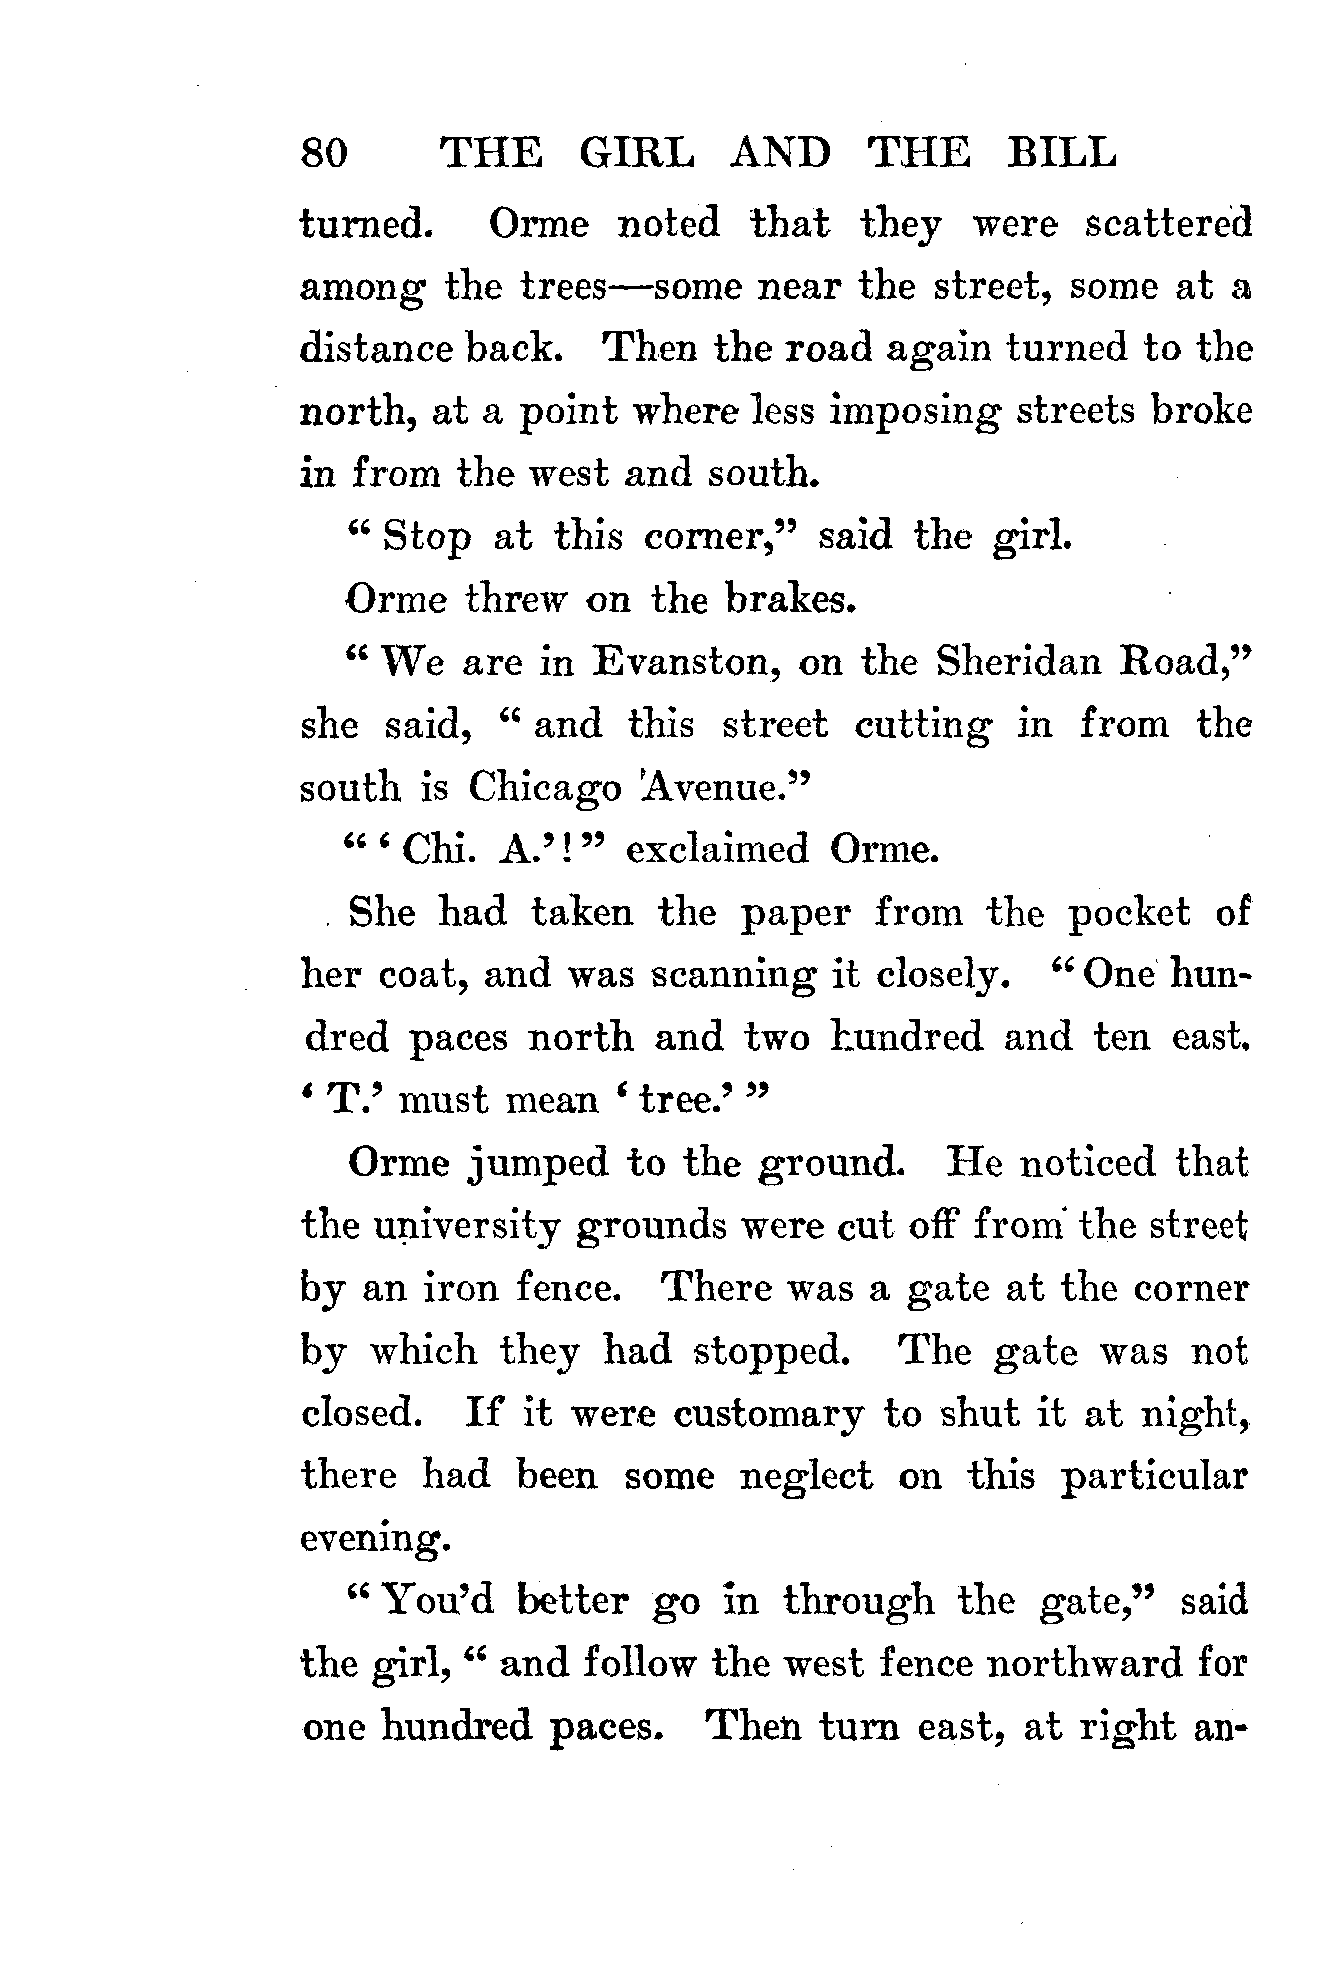 80 THE GIRL AND THE BILL
turned. Orme noted that they were scattered
among the trees—some near the street, some at a
distance back. Then the road again turned to the
north, at a point where less imposing streets broke
in from the west and south.
“ Stop at this corner,” said the girl.
Orme threw on the brakes.
“ We are in Evanston, on the Sheridan Road,”
she said, “ and this street cutting in from the
south is Chicago Avenue.”
“ ‘ Chi. A.’! ” exclaimed Orme.
She had taken the paper from the pocket of
her coat, and was scanning it closely. “ One hun-
dred paces north and two hundred and ten east.
‘ T.’ must mean ‘ tree.’ ”
Orme jumped to the ground. He noticed that
the university grounds were cut off from the street
by an iron fence. There was a gate at the corner
by which they had stopped. The gate was not
closed. If it were customary to shut it at night,
there had been some neglect on this particular
evening.
“ You’d better go in through the gate,” said
the girl, “ and follow the west fence northward for
one hundred paces. Then turn east, at right an-